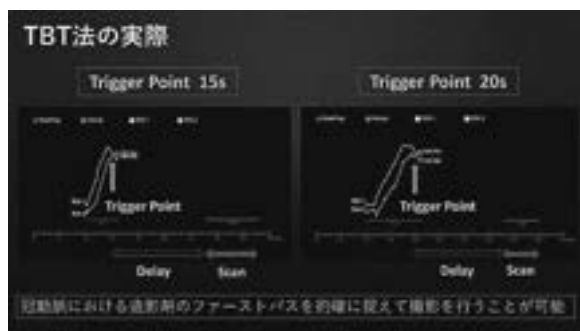 TBT法の実際
Trigger Point 15s
Trigger Point 20s
Trigger Point
Trigger Point
Delay
Scan
Delay
Scan
冠動脈における造影剤のファーストパスを的確に捉えて撮影を行うことが可能